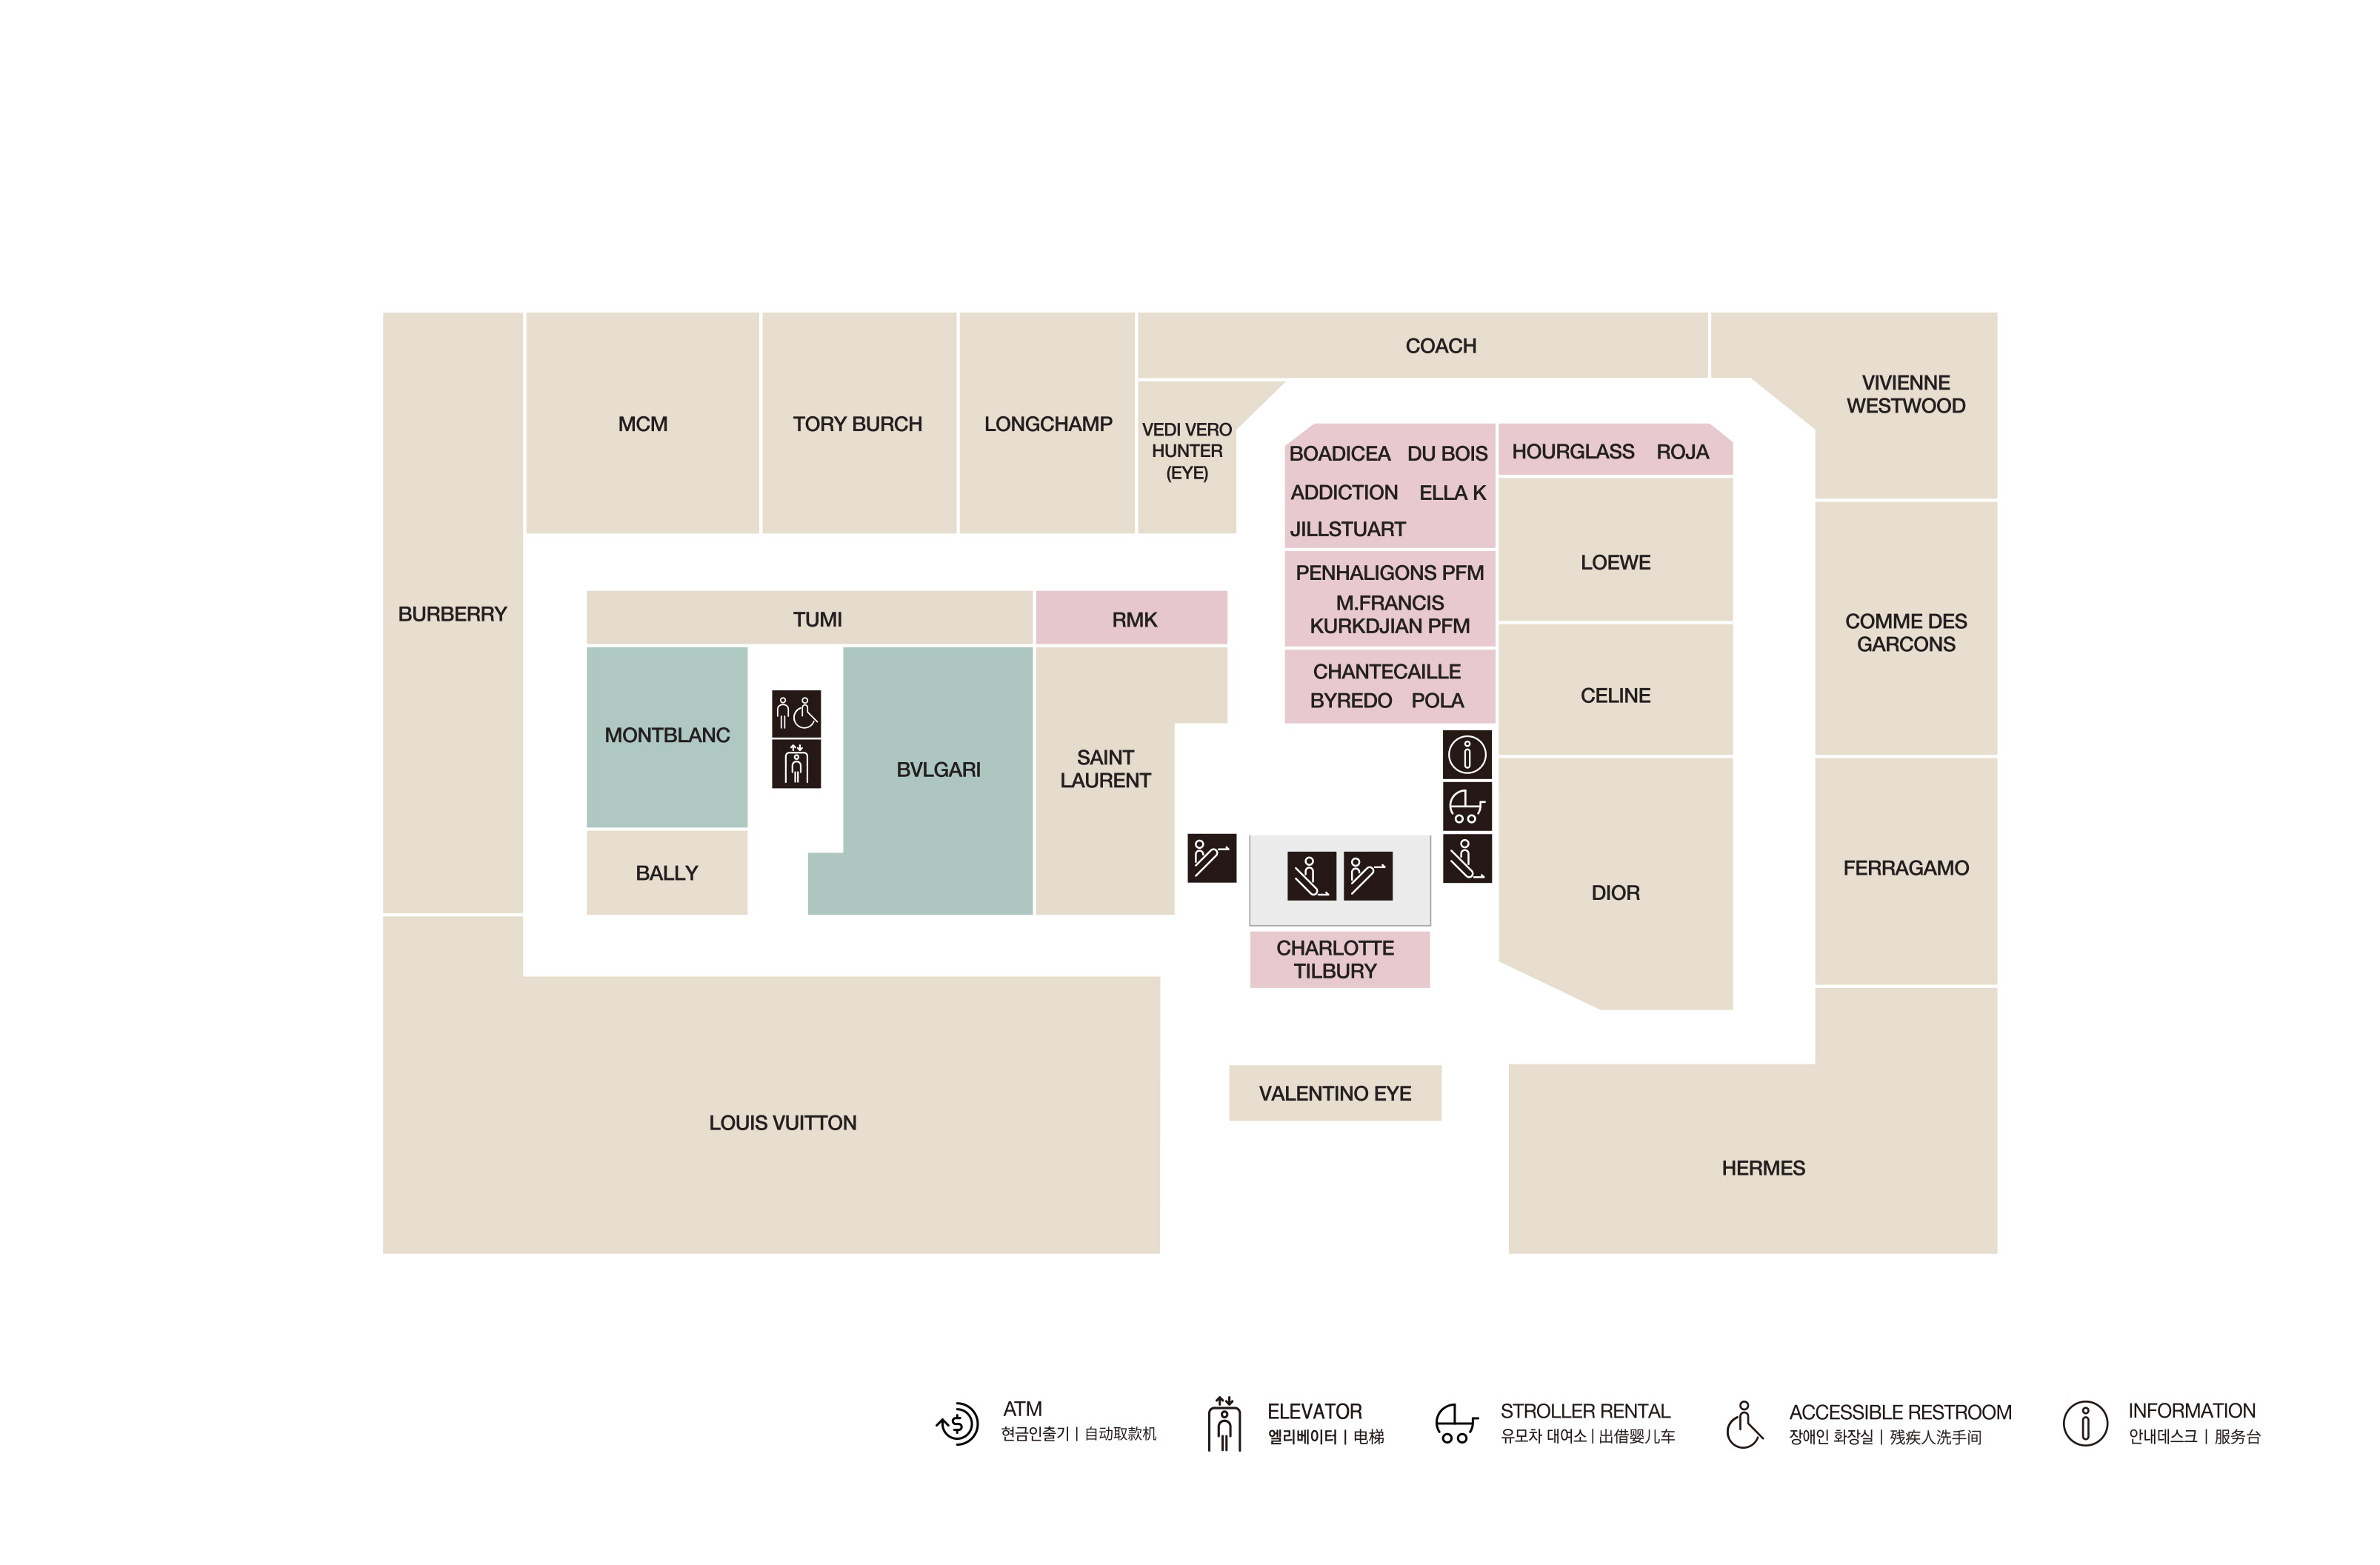 COACH
VIVIENNE
WESTWOOD
MCM
TORY BURCH
LONGCHAMP
VEDI VERO
HUNTER
(EYE)
BOADICEA DU BOIS
HOURGLASS ROJA
ADDICTION ELLA K
JILLSTUART
LOEWE
PENHALIGONS PFM
M.FRANCIS
KURKDJIAN PFM
BURBERRY
TUMI
RMK
COMME DES
GARCONS
CHANTECAILLE
BYREDO POLA
CELINE
MONTBLANC
BVLGARI
SAINT
LAURENT
BALLY
DIOR
FERRAGAMO
CHARLOTTE
TILBURY
VALENTINO EYE
LOUIS VUITTON
HERMES
ATM
현금인출기 | 自动取款机
ELEVATOR
엘리베이터 | 电梯
STROLLER RENTAL
유모차 대여소 | 出借婴儿车
ACCESSIBLE RESTROOM
장애인 화장실 | 残疾人洗手间
INFORMATION
안내데스크 | 服务台